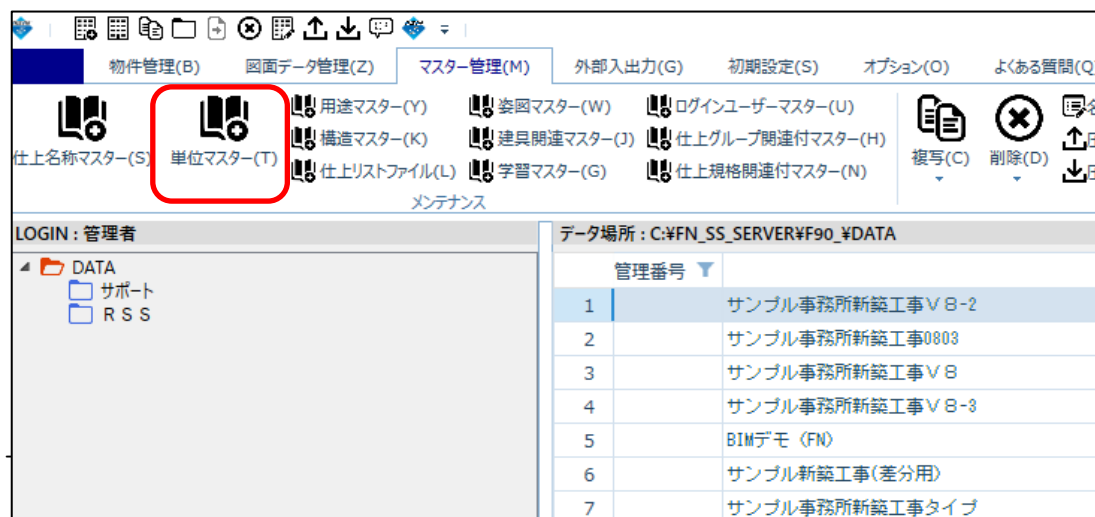 物件管理(B) 図面データ管理(Z) マスター管理(M) 外部入出力(G) 初期設定(S) オプション(O) よくある質問(Q)
仕上名称マスター(S) 単位マスター(T)
用途マスター(Y) 姿図マスター(W) ログインユーザーマスター(U)
構造マスター(K) 建具関連マスター(J) 仕上グループ関連付マスター(H)
仕上リストファイル(L) 学習マスター(G) 仕上規格関連付マスター(N)
複写(C) 削除(D)
メンテナンス
LOGIN : 管理者
DATA
サポート
RSS
データ場所 : C:¥FN_SS_SERVER¥F90_¥DATA
管理番号
1 サンプル事務所新築工事V8-2
2 サンプル事務所新築工事0803
3 サンプル事務所新築工事V8
4 サンプル事務所新築工事V8-3
5 BIMデモ〈FN〉
6 サンプル新築工事(差分用)
7 サンプル事務所新築工事タイプ